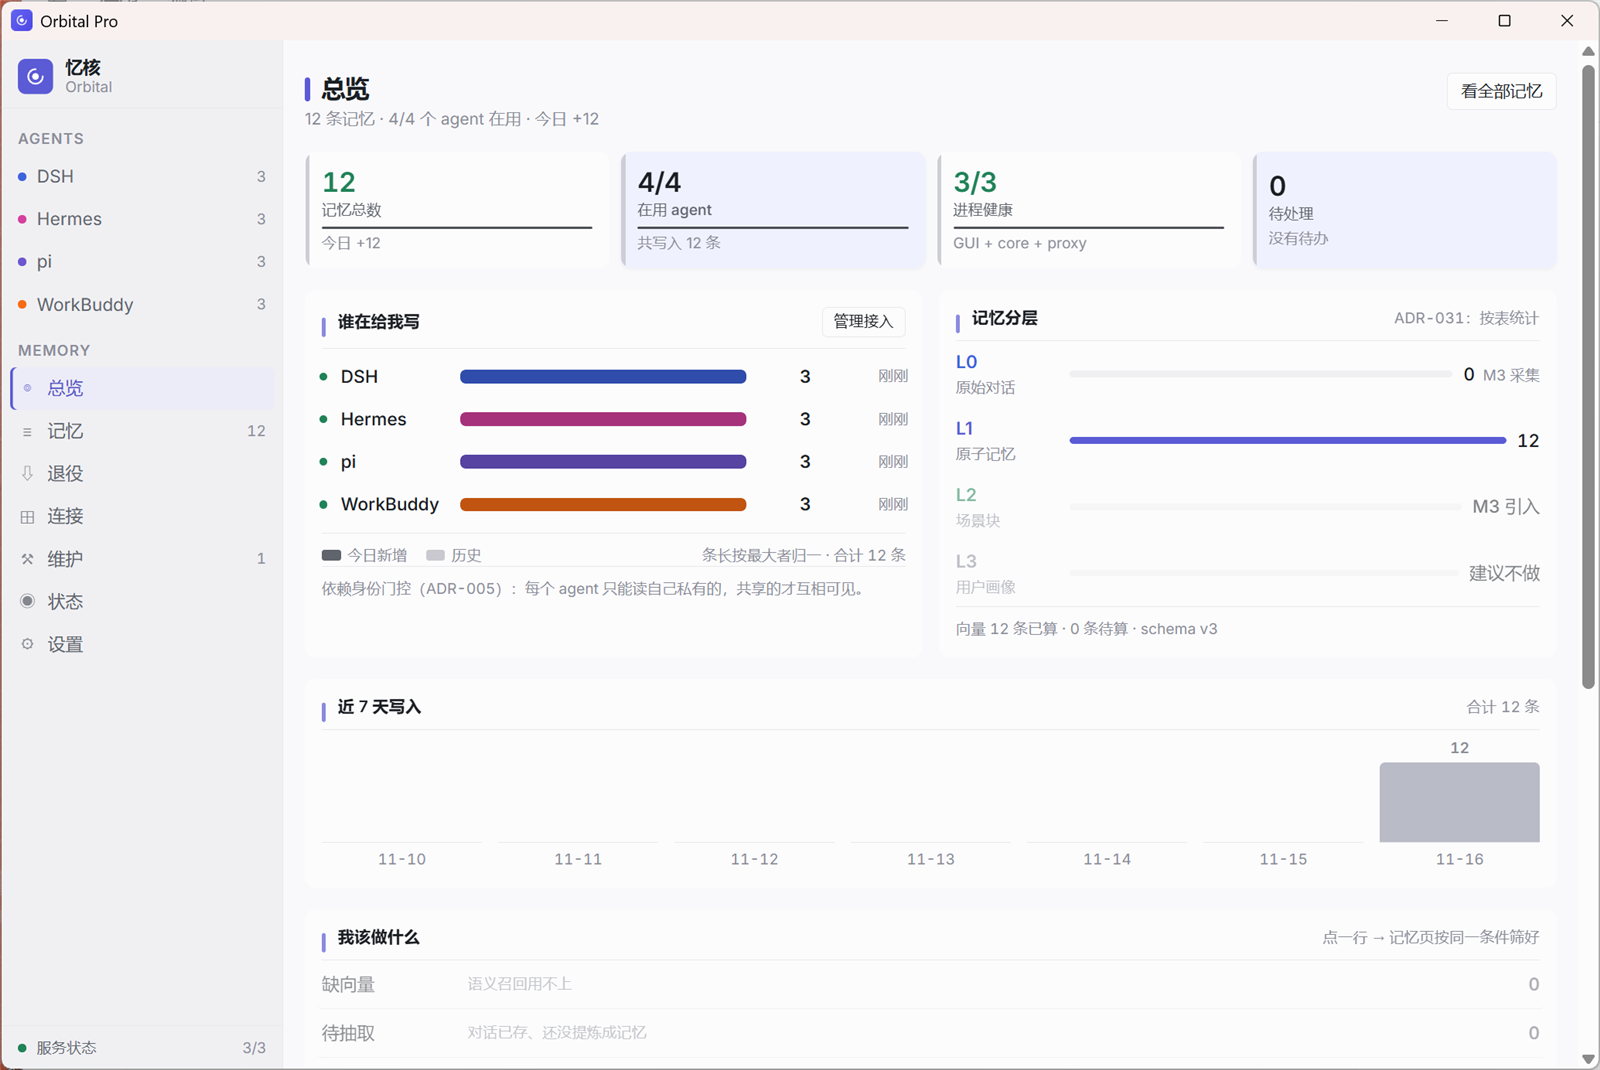 Orbital Pro
忆核
Orbital
AGENTS
DSH 3
Hermes 3
pi 3
WorkBuddy 3
MEMORY
总览
记忆 12
退役
连接
维护 1
状态
设置
服务状态 3/3
总览
12 条记忆 · 4/4 个 agent 在用 · 今日 +12
看全部记忆
12
记忆总数
今日 +12
4/4
在用 agent
共写入 12 条
3/3
进程健康
GUI + core + proxy
0
待处理
没有待办
谁在给我写 管理接入
DSH 3 刚刚
Hermes 3 刚刚
pi 3 刚刚
WorkBuddy 3 刚刚
今日新增 历史 条长按最大者归一 · 合计 12 条
依赖身份门控（ADR-005）：每个 agent 只能读自己私有的，共享的才互相可见。
记忆分层 ADR-031：按表统计
L0
原始对话
0 M3 采集
L1
原子记忆
12
L2
场景块
M3 引入
L3
用户画像
建议不做
向量 12 条已算 · 0 条待算 · schema v3
近 7 天写入 合计 12 条
12
11-10 11-11 11-12 11-13 11-14 11-15 11-16
我该做什么 点一行 → 记忆页按同一条件筛好
缺向量 语义召回用不上 0
待抽取 对话已存、还没提炼成记忆 0